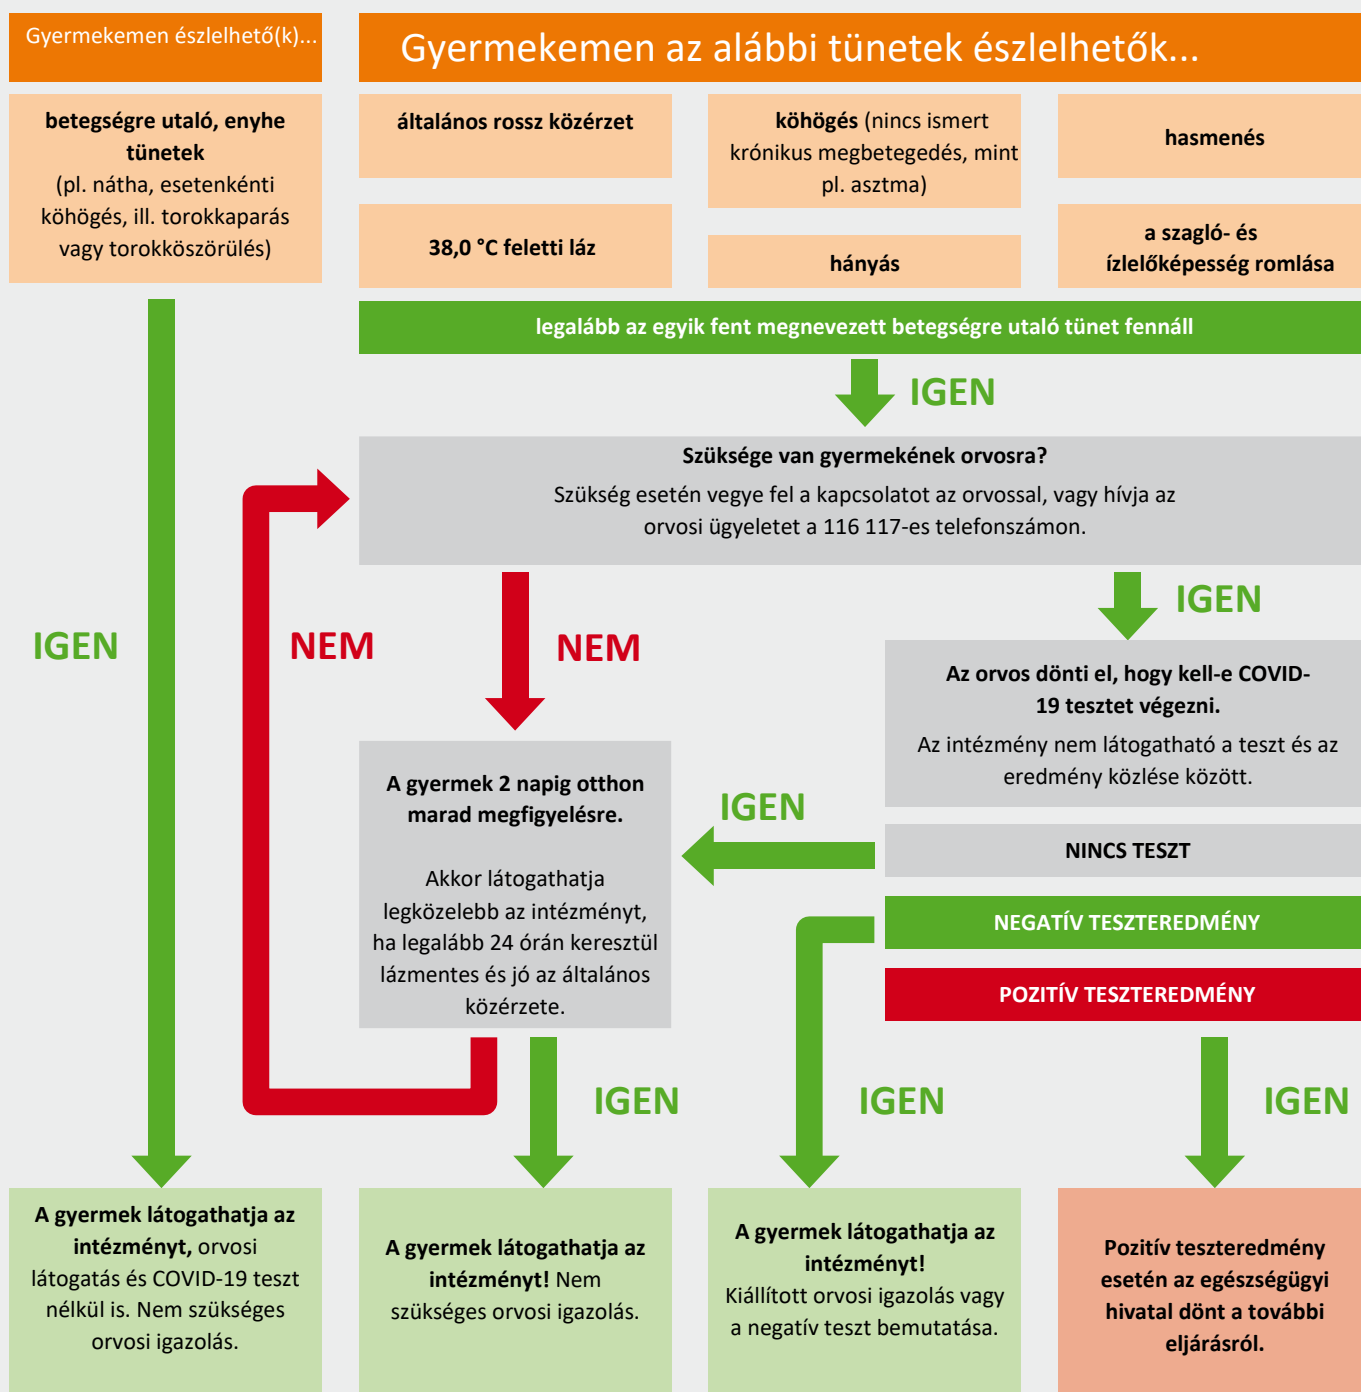 Gyermekemen észlelhető(k)...
Gyermekemen az alábbi tünetek észlelhetők...
betegségre utaló, enyhe
tünetek
(pl. nátha, esetenkénti
köhögés, ill. torokkaparás
vagy torokköszörülés)
általános rossz közérzet
köhögés (nincs ismert
krónikus megbetegedés, mint
pl. asztma)
hasmenés
38,0 °C feletti láz
hányás
a szagló- és
ízlelőképesség romlása
legalább az egyik fent megnevezett betegségre utaló tünet fennáll
IGEN
Szüksége van gyermekének orvosra?
Szükség esetén vegye fel a kapcsolatot az orvossal, vagy hívja az
orvosi ügyeletet a 116 117-es telefonszámon.
IGEN
NEM
NEM
IGEN
Az orvos dönti el, hogy kell-e COVID-
19 tesztet végezni.
Az intézmény nem látogatható a teszt és az
eredmény közlése között.
A gyermek 2 napig otthon
marad megfigyelésre.
Akkor látogathatja
legközelebb az intézményt,
ha legalább 24 órán keresztül
lázmentes és jó az általános
közérzete.
IGEN
NINCS TESZT
NEGATÍV TESZTEREDMÉNY
POZITÍV TESZTEREDMÉNY
IGEN
IGEN
IGEN
A gyermek látogathatja az
intézményt, orvosi
látogatás és COVID-19 teszt
nélkül is. Nem szükséges
orvosi igazolás.
A gyermek látogathatja az
intézményt! Nem
szükséges orvosi igazolás.
A gyermek látogathatja az
intézményt!
Kiállított orvosi igazolás vagy
a negatív teszt bemutatása.
Pozitív teszteredmény
esetén az egészségügyi
hivatal dönt a további
eljárásról.